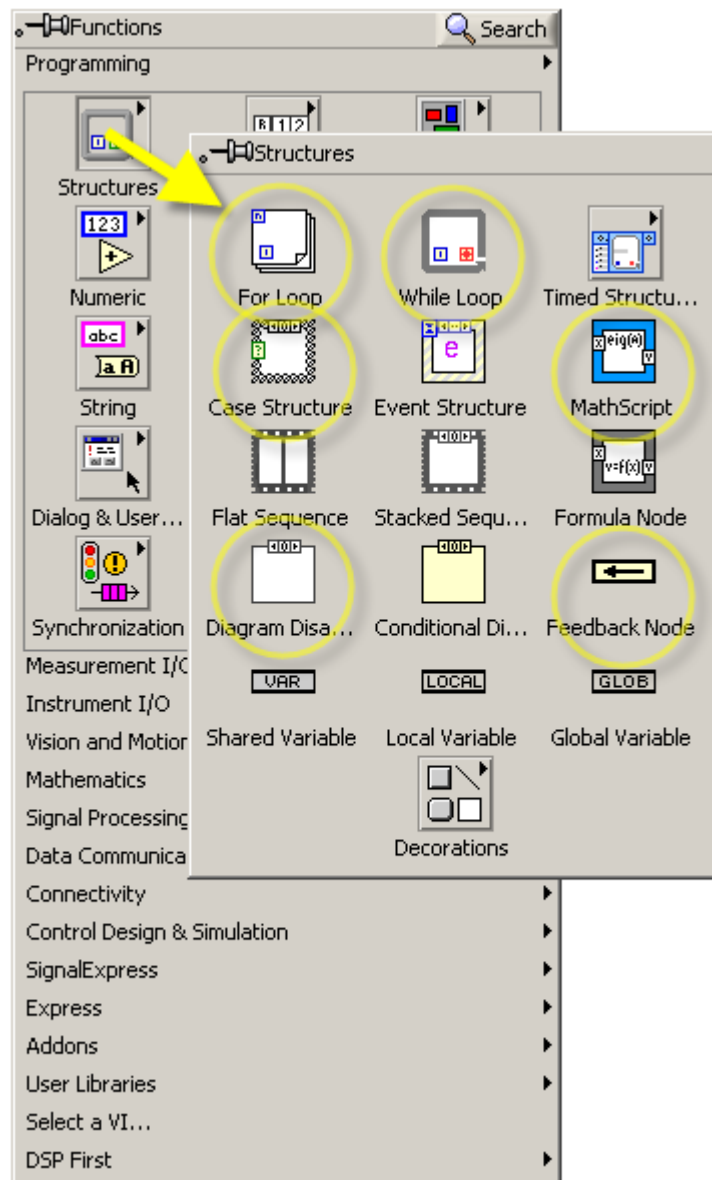 Functions Search
Programming
Structures
Structures
Numeric
String
Dialog & User...
Synchronization
For Loop While Loop Timed Structu...
Case Structure Event Structure MathScript
Flat Sequence Stacked Sequ... Formula Node
Diagram Disa... Conditional Di... Feedback Node
VAR LOCAL GLOB
Shared Variable Local Variable Global Variable
Decorations
123
abc
a A
n
i
i
?
e
eig(A)
x
v
v=f(x)
x
v
Measurement I/O
Instrument I/O
Vision and Motion
Mathematics
Signal Processing
Data Communica
Connectivity
Control Design & Simulation
SignalExpress
Express
Addons
User Libraries
Select a VI...
DSP First